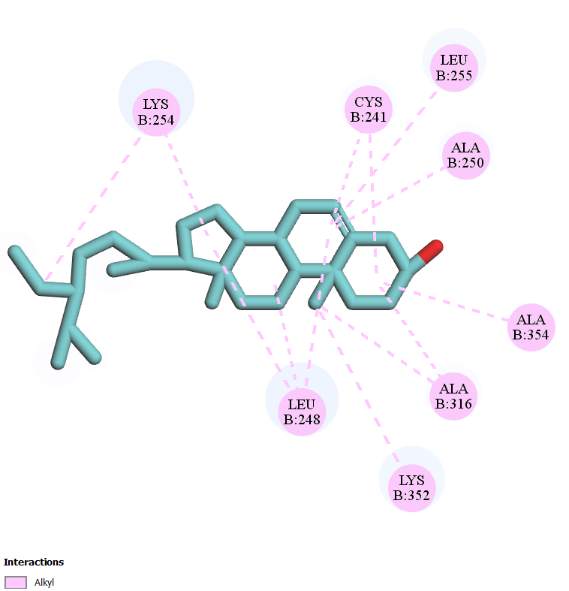 LEU
B:255
LYS
B:254
CYS
B:241
ALA
B:250
ALA
B:354
ALA
B:316
LEU
B:248
LYS
B:352
Interactions
Alkyl